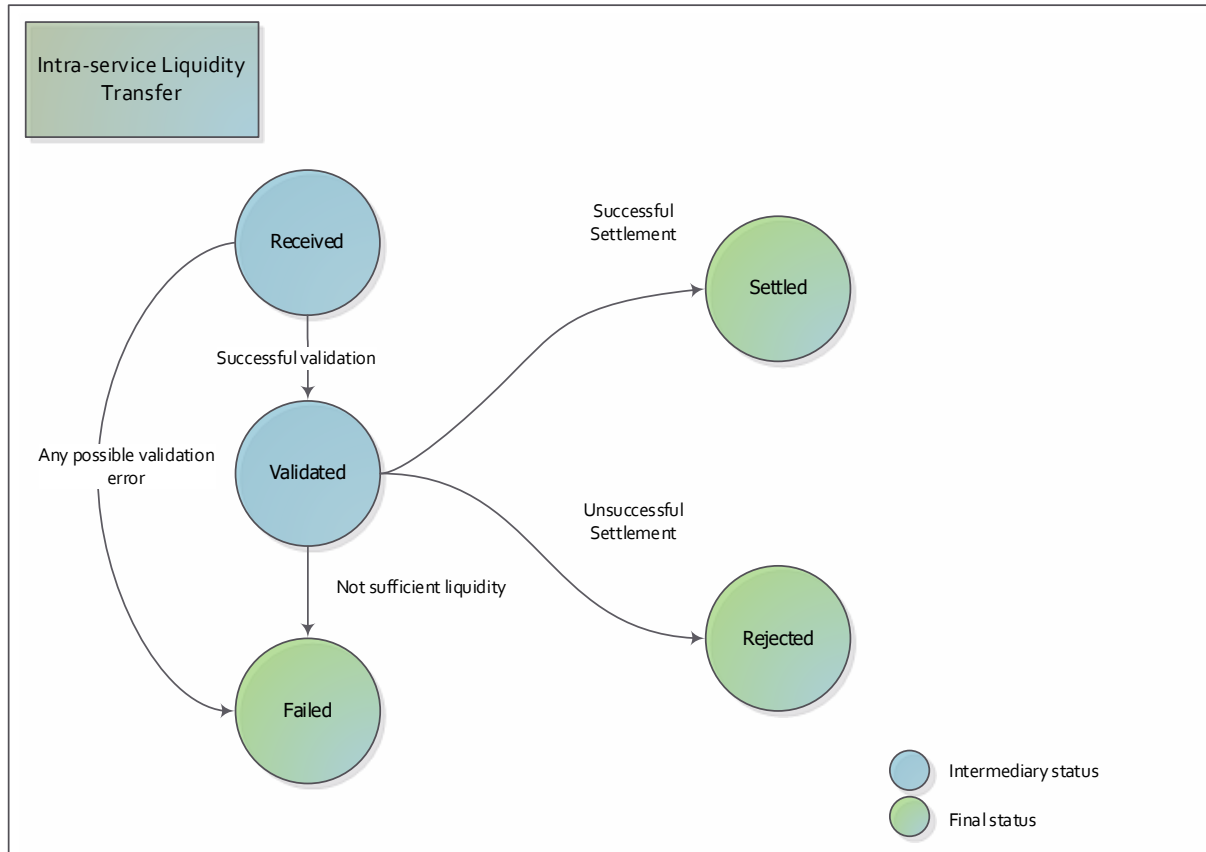 Intra-service Liquidity
Transfer
Received
Successful
Settlement
Settled
Successful validation
Any possible validation
error
Validated
Unsuccessful
Settlement
Not sufficient liquidity
Rejected
Failed
Intermediary status
Final status